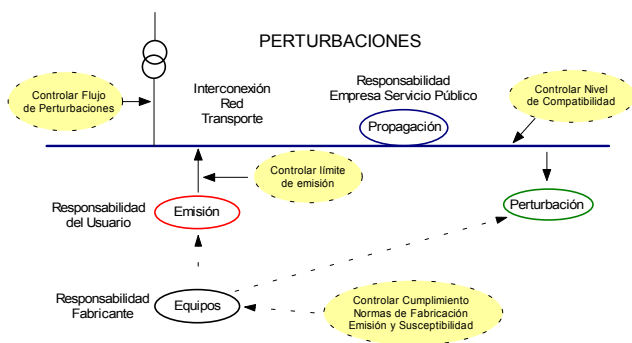 PERTURBACIONES
Controlar Flujo
de Perturbaciones
Interconexión
Red
Transporte
Responsabilidad
Empresa Servicio Público
Propagación
Controlar Nivel
de Compatibilidad
Controlar límite
de emisión
Responsabilidad
del Usuario
Emisión
Perturbación
Responsabilidad
Fabricante
Equipos
Controlar Cumplimiento
Normas de Fabricación
Emisión y Susceptibilidad